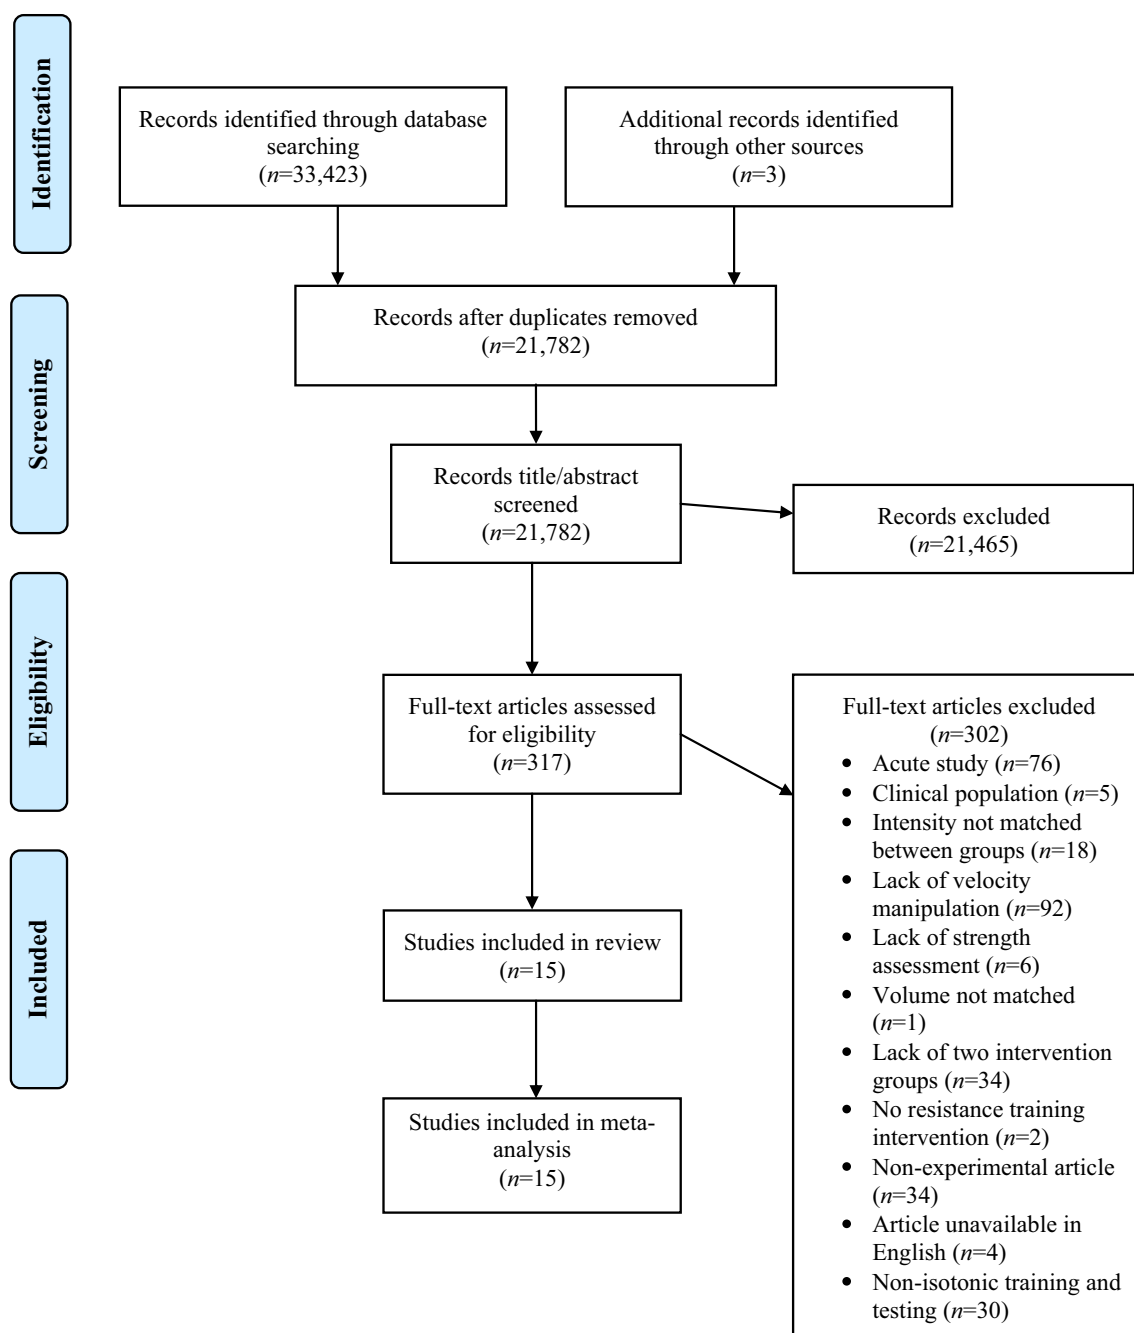 Identification
Records identified through database
searching
(n=33,423)
Additional records identified
through other sources
(n=3)
Screening
Records after duplicates removed
(n=21,782)
Records title/abstract
screened
(n=21,782)
Records excluded
(n=21,465)
Eligibility
Full-text articles assessed
for eligibility
(n=317)
Full-text articles excluded
(n=302)
• Acute study (n=76)
• Clinical population (n=5)
• Intensity not matched
between groups (n=18)
• Lack of velocity
manipulation (n=92)
• Lack of strength
assessment (n=6)
• Volume not matched
(n=1)
• Lack of two intervention
groups (n=34)
• No resistance training
intervention (n=2)
• Non-experimental article
(n=34)
• Article unavailable in
English (n=4)
• Non-isotonic training and
testing (n=30)
Included
Studies included in review
(n=15)
Studies included in meta-
analysis
(n=15)